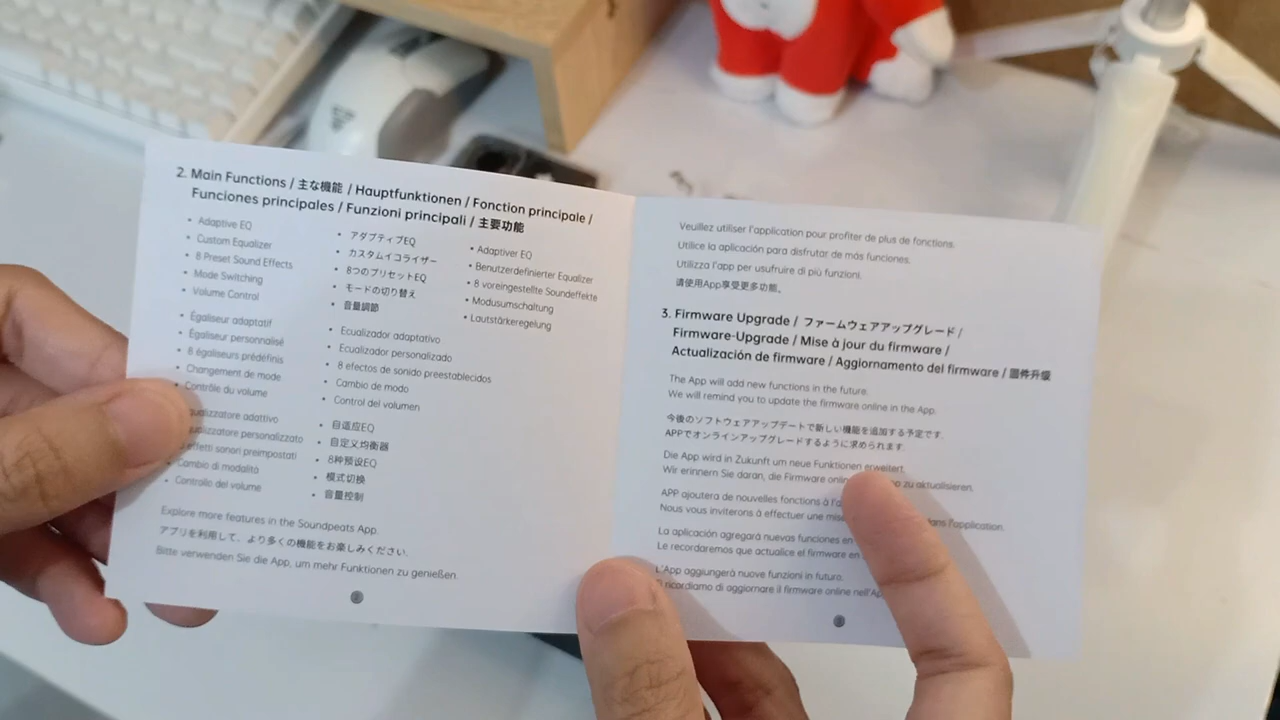 2. Main Functions / 主な機能 / Hauptfunktionen / Fonction principale /
Funciones principales / Funzioni principali / 主要功能
• Adaptive EQ
• Custom Equalizer
• 8 Preset Sound Effects
• Mode Switching
• Volume Control
• アダプティブEQ
• カスタムイコライザー
• 8つのプリセットEQ
• モードの切り替え
• 音量調節
• Adaptiver EQ
• Benutzerdefinierter Equalizer
• 8 voreingestellte Soundeffekte
• Modusumschaltung
• Lautstärkeregelung
• Égaliseur adaptatif
• Égaliseur personnalisé
• 8 égaliseurs prédéfinis
• Changement de mode
• Contrôle du volume
• Ecualizador adaptativo
• Ecualizador personalizado
• 8 efectos de sonido preestablecidos
• Cambio de modo
• Control del volumen
adattivo
personalizzato
effetti sonori preimpostati
Cambio di modalità
• Controllo del volume
• 自适应EQ
• 自定义均衡器
• 8种预设EQ
• 模式切换
• 音量控制
Explore more features in the Soundpeats App.
アプリを利用して、より多くの機能をお楽しみください.
Bitte verwenden Sie die App, um mehr Funktionen zu genießen.
2
Veuillez utiliser l'application pour profiter de plus de fonctions.
Utilice la aplicación para disfrutar de más funciones.
Utilizza l'app per usufruire di più funzioni.
请使用App享受更多功能。
3. Firmware Upgrade / ファームウェアアップグレード /
Firmware-Upgrade / Mise à jour du firmware /
Actualización de firmware / Aggiornamento del firmware / 固件升级
The App will add new functions in the future.
We will remind you to update the firmware online in the App.
今後のソフトウェアアップデートで新しい機能を追加する予定です.
APPでオンラインアップグレードするように求められます.
Die App wird in Zukunft um neue Funktionen erweitert.
Wir erinnern Sie daran, die Firmware zu aktualisieren.
APP ajoutera de nouvelles fonctions à
Nous vous inviterons à effectuer une dans l'application.
La aplicación agregará nuevas funciones en
Le recordaremos que actualice el firmware en
L'App aggiungerà nuove funzioni in futuro.
ricordiamo di aggiornare il firmware online